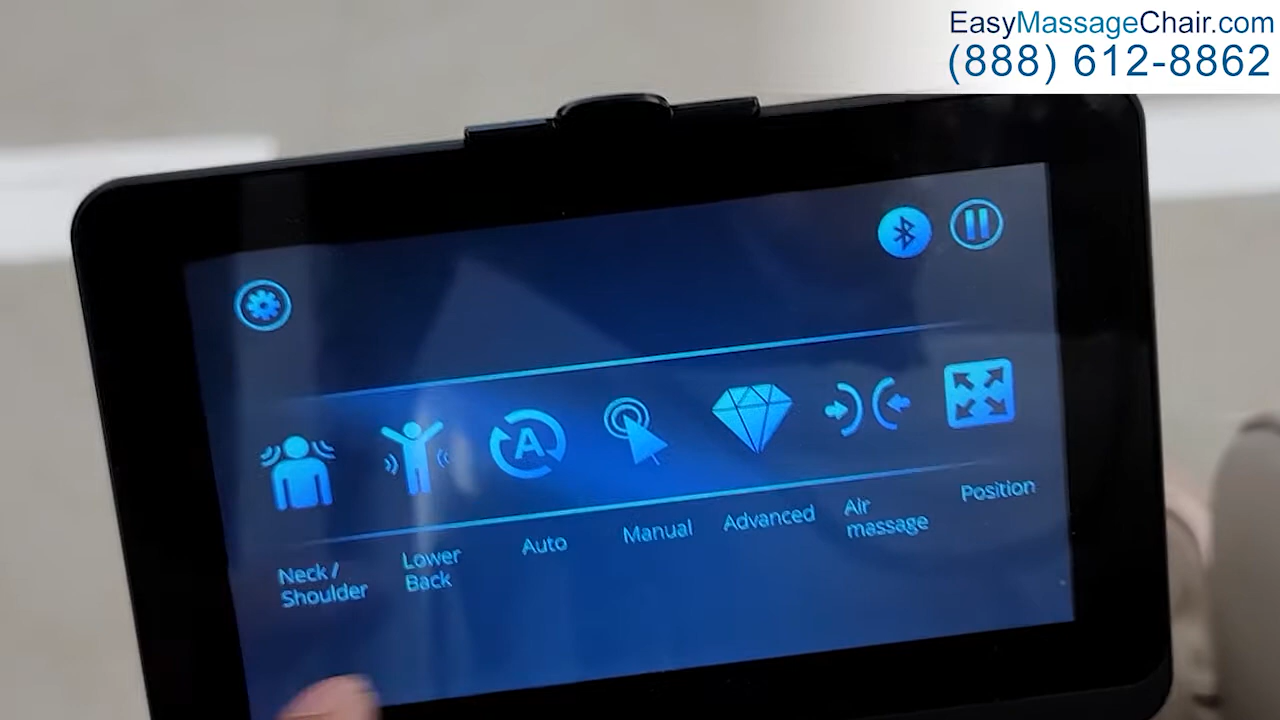 EasyMassageChair.com
(888) 612-8862
A
Neck /
Shoulder
Lower
Back
Auto
Manual
Advanced
Air
massage
Position